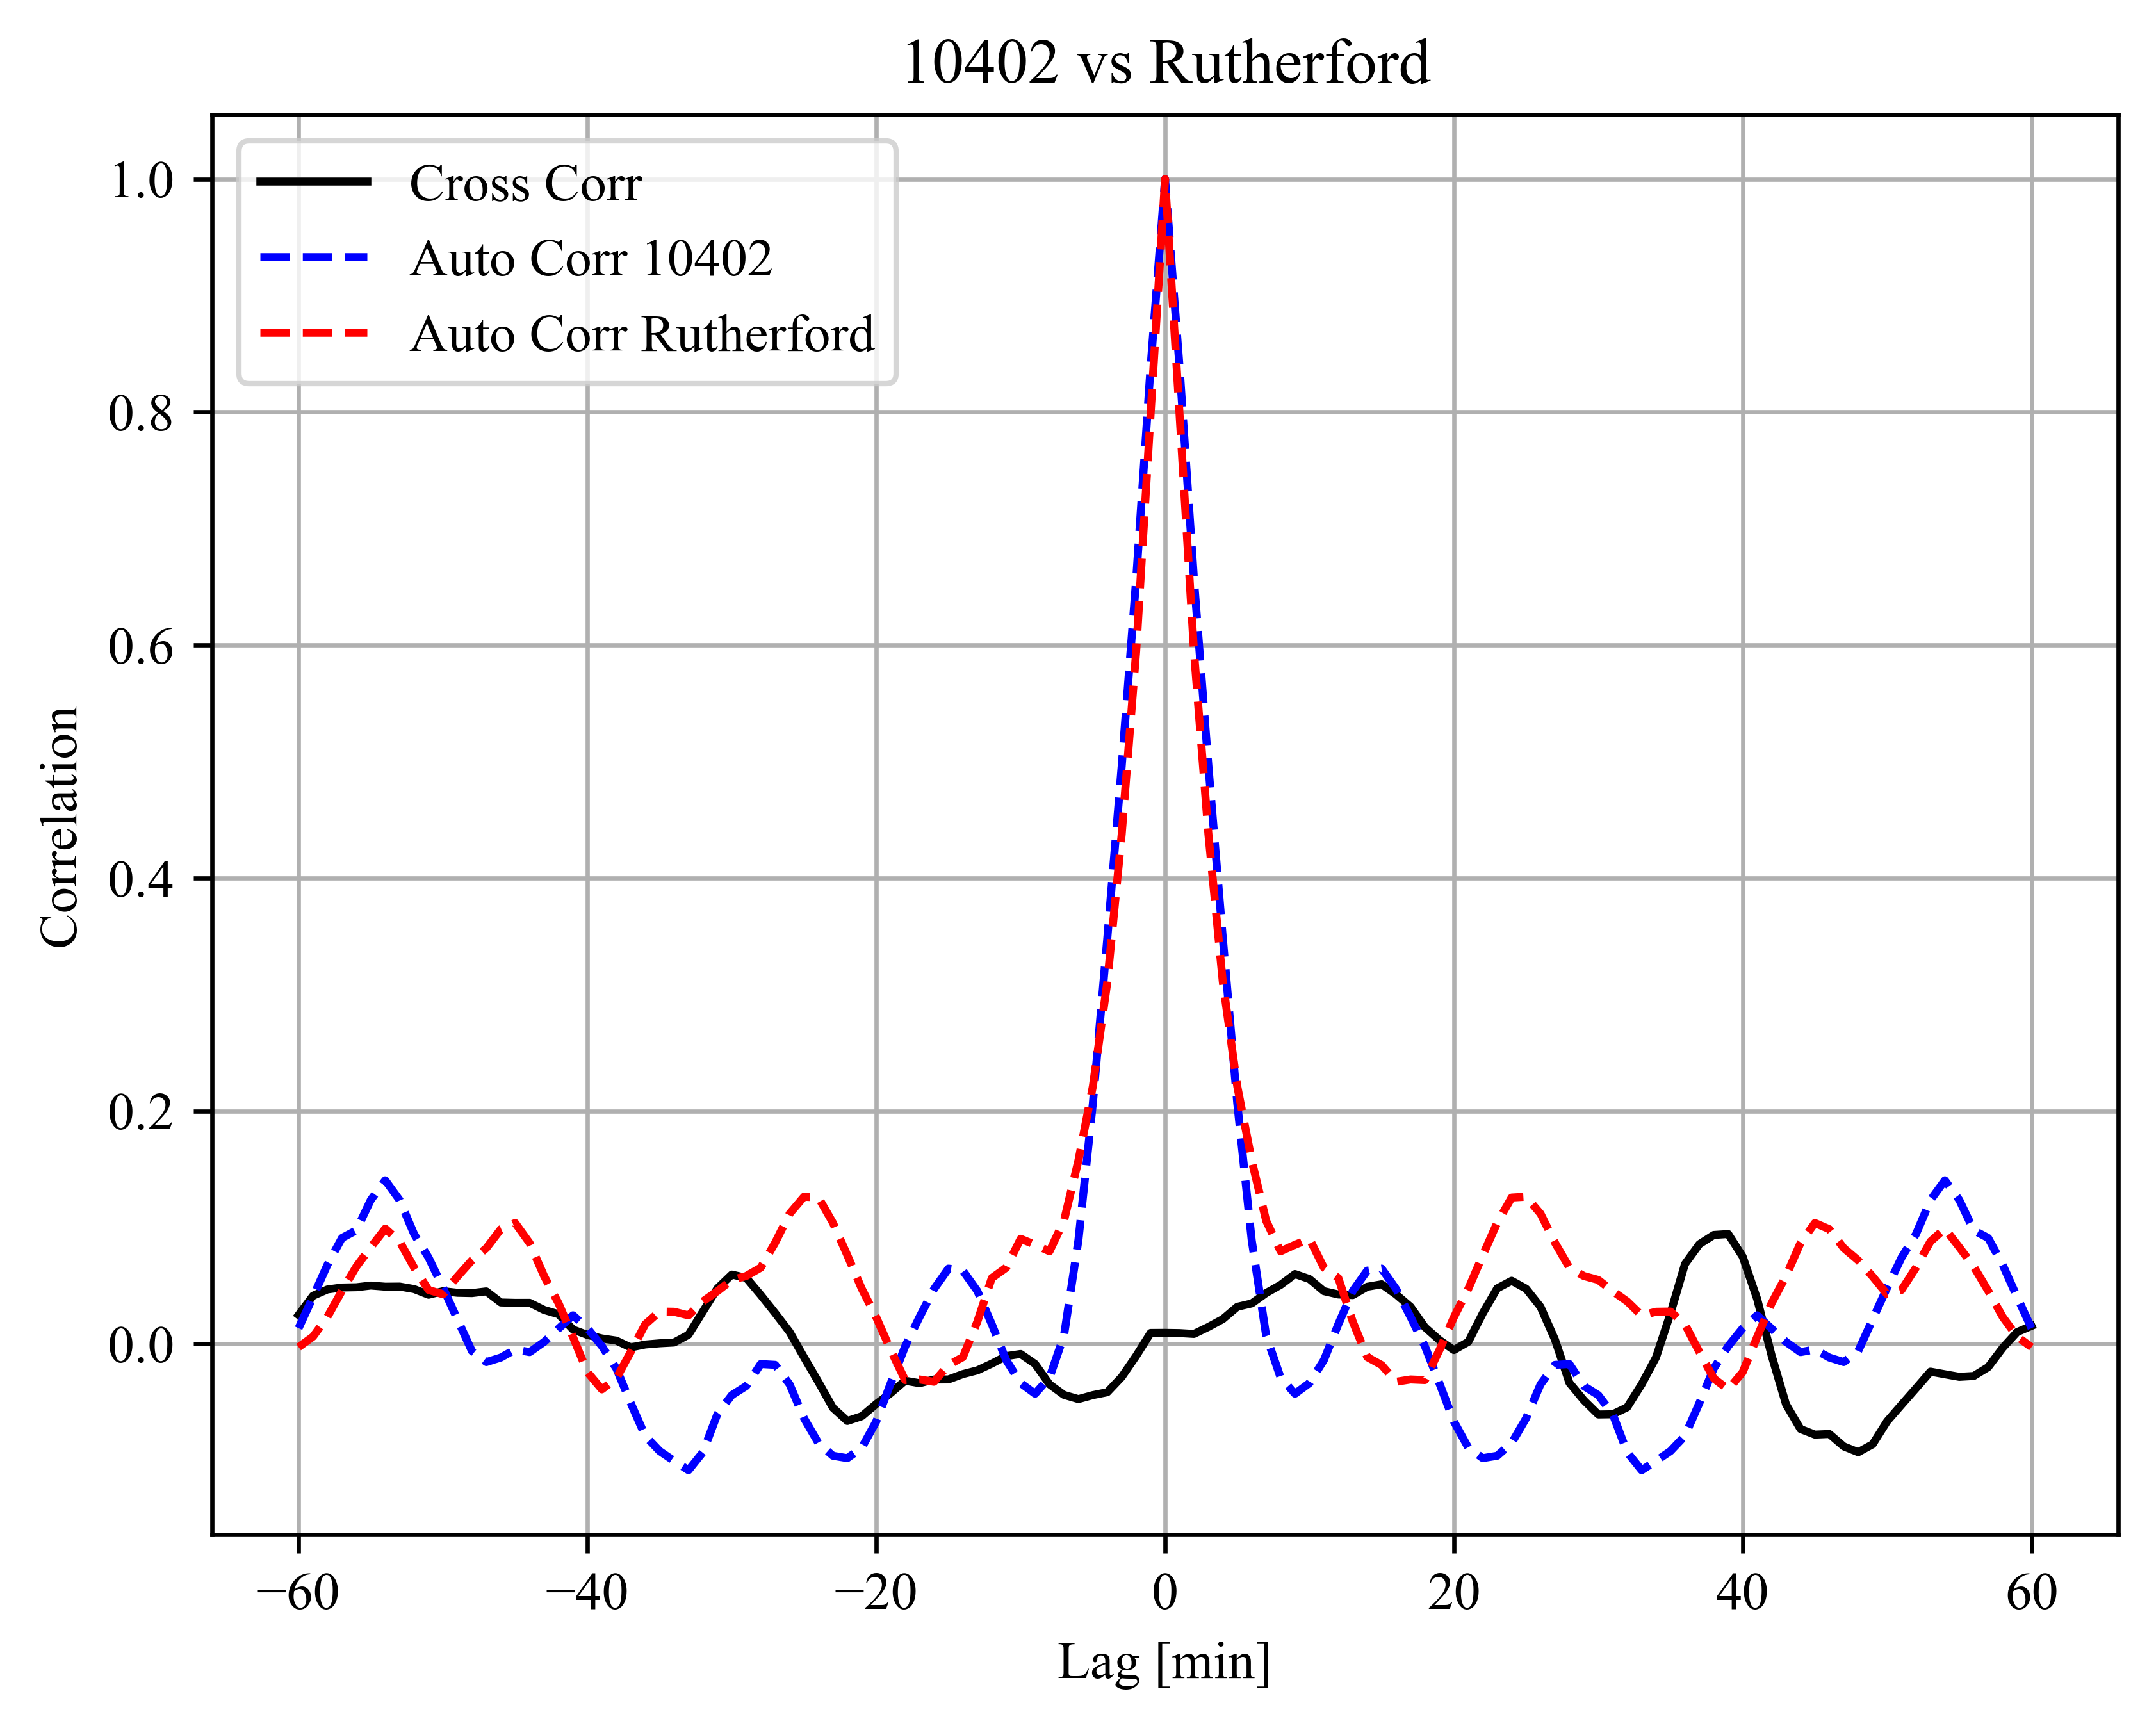 10402 vs Rutherford
Cross Corr
Auto Corr 10402
Auto Corr Rutherford
1.0
0.8
0.6
0.4
0.2
0.0
Correlation
−60 −40 −20 0 20 40 60
Lag [min]